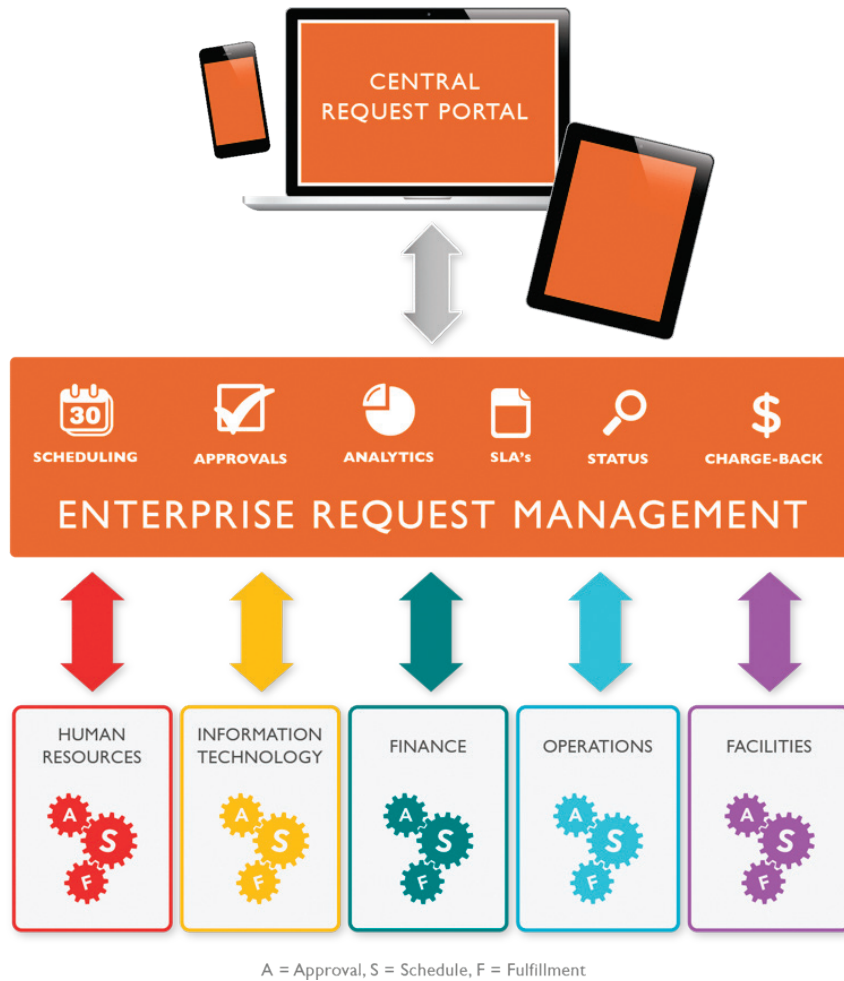 CENTRAL
REQUEST PORTAL
30
SCHEDULING
APPROVALS
ANALYTICS
SLA's
STATUS
$
CHARGE-BACK
ENTERPRISE REQUEST MANAGEMENT
HUMAN
RESOURCES
A
S
F
INFORMATION
TECHNOLOGY
A
S
F
FINANCE
A
S
F
OPERATIONS
A
S
F
FACILITIES
A
S
F
A = Approval, S = Schedule, F = Fulfillment